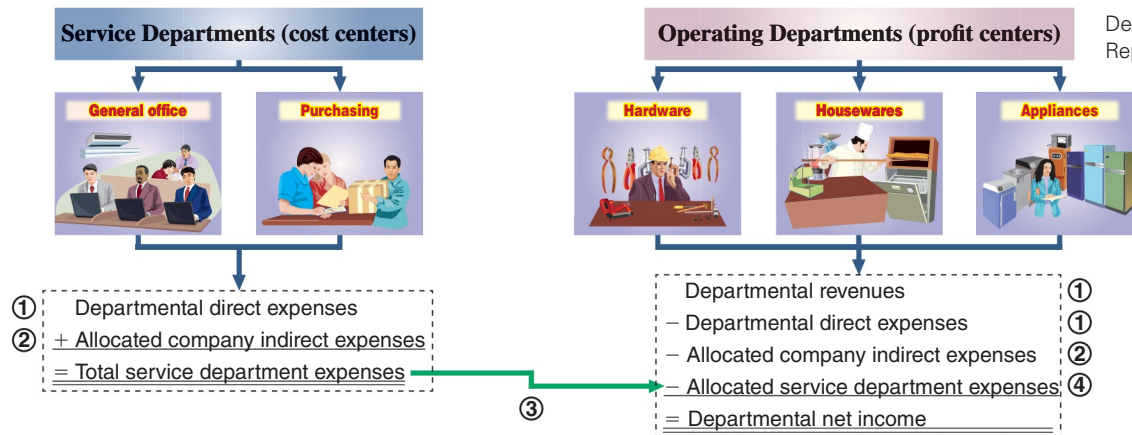 Service Departments (cost centers)
General office
Purchasing
① Departmental direct expenses
② + Allocated company indirect expenses
= Total service department expenses
③
Operating Departments (profit centers)
Hardware
Housewares
Appliances
Departmental revenues ①
− Departmental direct expenses ①
− Allocated company indirect expenses ②
− Allocated service department expenses ④
= Departmental net income